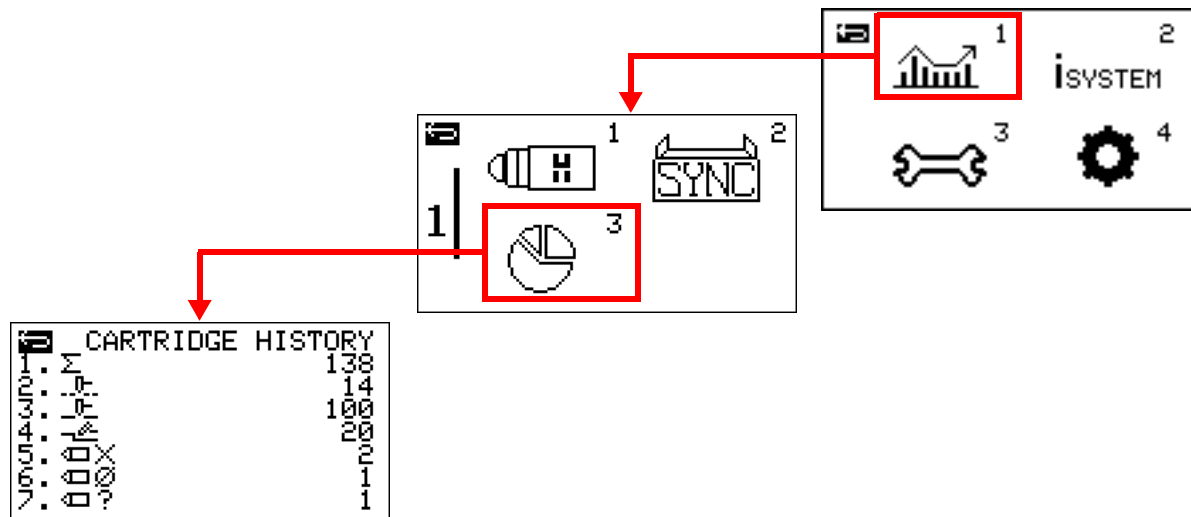 1 2
iSYSTEM
3 4
1 2
SYNC
1
3
CARTRIDGE HISTORY
1. Σ 138
2. 14
3. 100
4. 20
5. X 2
6. Ø 1
7. ? 1